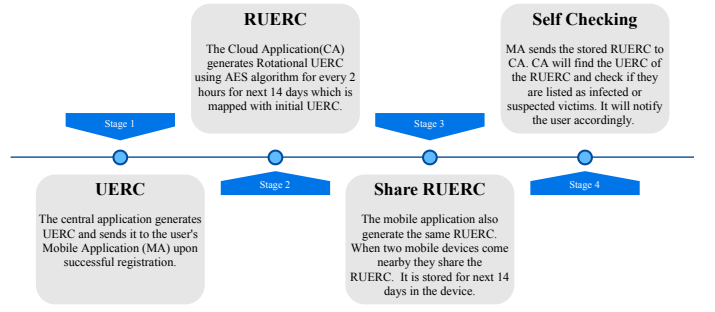 RUERC
The Cloud Application(CA)
generates Rotational UERC
using AES algorithm for every 2
hours for next 14 days which is
mapped with initial UERC.
Self Checking
MA sends the stored RUERC to
CA. CA will find the UERC of
the RUERC and check if they
are listed as infected or
suspected victims. It will notify
the user accordingly.
Stage 1
Stage 3
UERC
The central application generates
UERC and sends it to the user's
Mobile Application (MA) upon
successful registration.
Stage 2
Share RUERC
The mobile application also
generate the same RUERC.
When two mobile devices come
nearby they share the
RUERC. It is stored for next 14
days in the device.
Stage 4